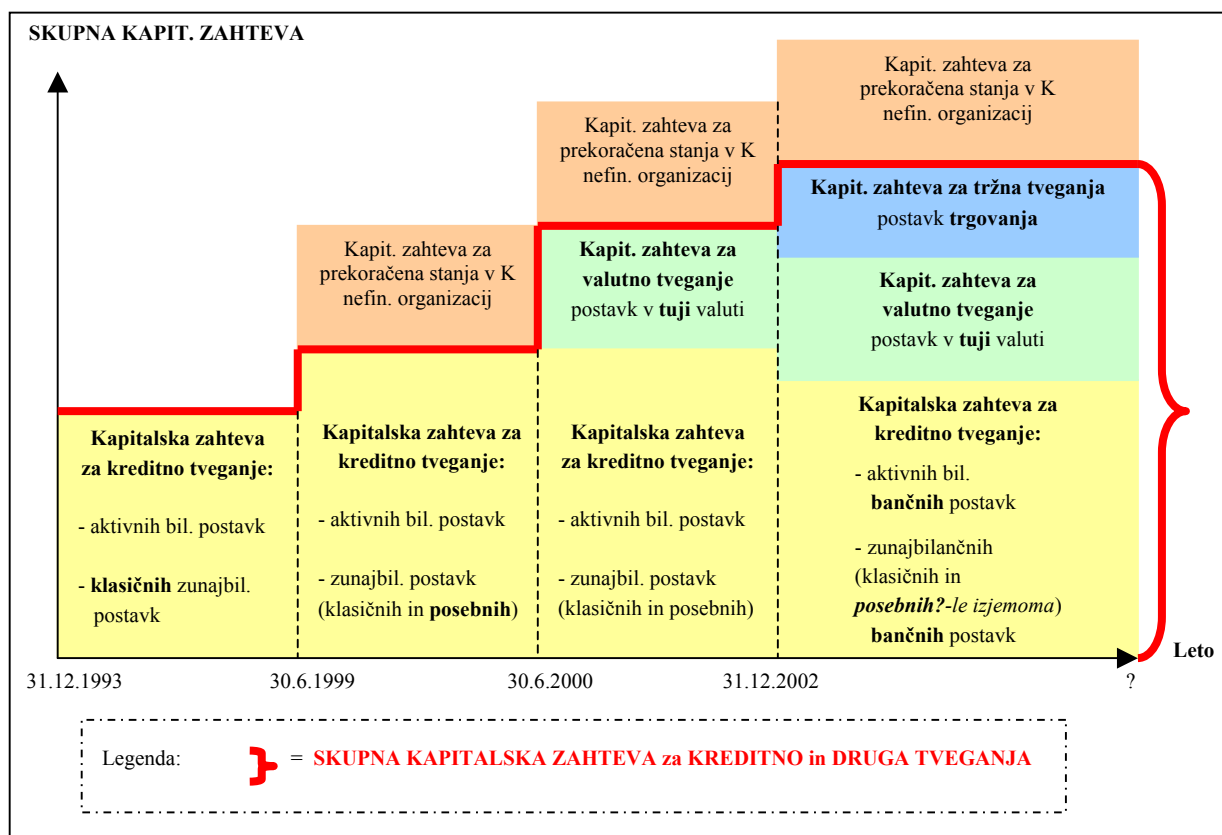 SKUPNA KAPIT. ZAHTEVA
Kapitalska zahteva
za kreditno tveganje:
- aktivnih bil. postavk
- klasičnih zunajbil.
postavk
Kapit. zahteva za
prekoračena stanja v K
nefin. organizacij
Kapitalska zahteva za
kreditno tveganje:
- aktivnih bil. postavk
- zunajbil. postavk
(klasičnih in posebnih)
Kapit. zahteva za
prekoračena stanja v K
nefin. organizacij
Kapit. zahteva za
valutno tveganje
postavk v tuji valuti
Kapitalska zahteva
za kreditno tveganje:
- aktivnih bil. postavk
- zunajbil. postavk
(klasičnih in posebnih)
Kapit. zahteva za
prekoračena stanja v K
nefin. organizacij
Kapit. zahteva za tržna tveganja
postavk trgovanja
Kapit. zahteva za
valutno tveganje
postavk v tuji valuti
Kapitalska zahteva za
kreditno tveganje:
- aktivnih bil.
bančnih postavk
- zunajbilančnih
(klasičnih in
posebnih?-le izjemoma)
bančnih postavk
Leto
31.12.1993 30.6.1999 30.6.2000 31.12.2002 ?
Legenda: } = SKUPNA KAPITALSKA ZAHTEVA za KREDITNO in DRUGA TVEGANJA